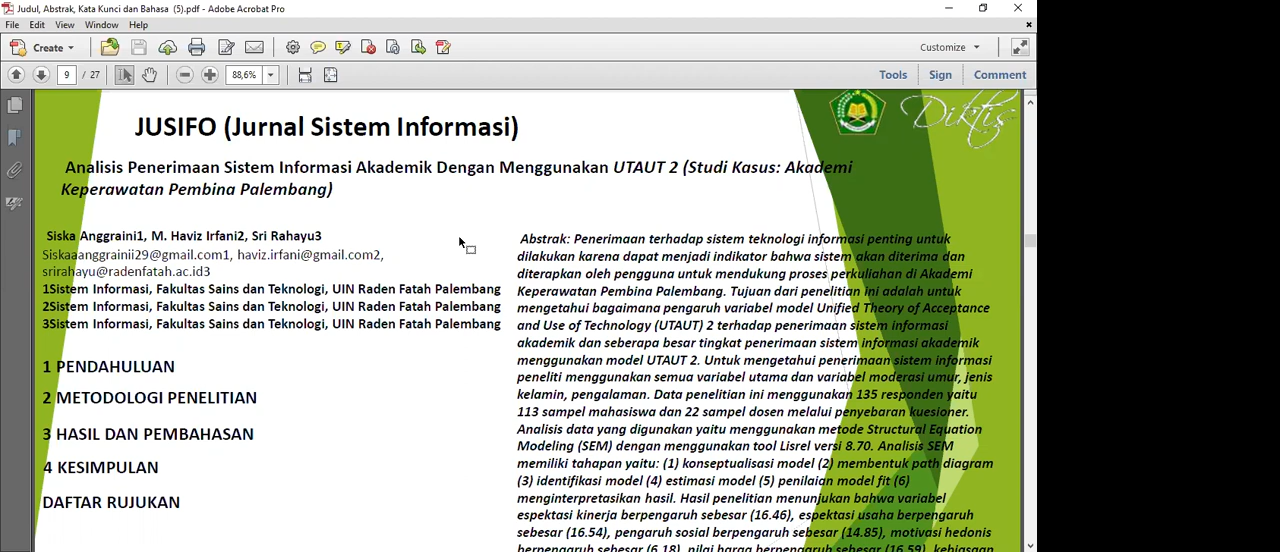 Judul, Abstrak, Kata Kunci dan Bahasa (5).pdf - Adobe Acrobat Pro
File Edit View Window Help
Create Customize
9 / 27 88,6% Tools Sign Comment
Diktis
JUSIFO (Jurnal Sistem Informasi)
Analisis Penerimaan Sistem Informasi Akademik Dengan Menggunakan UTAUT 2 (Studi Kasus: Akademi
Keperawatan Pembina Palembang)
Siska Anggraini1, M. Haviz Irfani2, Sri Rahayu3
Siskaaanggrainii29@gmail.com1, haviz.irfani@gmail.com2,
srirahayu@radenfatah.ac.id3
1Sistem Informasi, Fakultas Sains dan Teknologi, UIN Raden Fatah Palembang
2Sistem Informasi, Fakultas Sains dan Teknologi, UIN Raden Fatah Palembang
3Sistem Informasi, Fakultas Sains dan Teknologi, UIN Raden Fatah Palembang
1 PENDAHULUAN
2 METODOLOGI PENELITIAN
3 HASIL DAN PEMBAHASAN
4 KESIMPULAN
DAFTAR RUJUKAN
Abstrak: Penerimaan terhadap sistem teknologi informasi penting untuk
dilakukan karena dapat menjadi indikator bahwa sistem akan diterima dan
diterapkan oleh pengguna untuk mendukung proses perkuliahan di Akademi
Keperawatan Pembina Palembang. Tujuan dari penelitian ini adalah untuk
mengetahui bagaimana pengaruh variabel model Unified Theory of Acceptance
and Use of Technology (UTAUT) 2 terhadap penerimaan sistem informasi
akademik dan seberapa besar tingkat penerimaan sistem informasi akademik
menggunakan model UTAUT 2. Untuk mengetahui penerimaan sistem informasi
peneliti menggunakan semua variabel utama dan variabel moderasi umur, jenis
kelamin, pengalaman. Data penelitian ini menggunakan 135 responden yaitu
113 sampel mahasiswa dan 22 sampel dosen melalui penyebaran kuesioner.
Analisis data yang digunakan yaitu menggunakan metode Structural Equation
Modeling (SEM) dengan menggunakan tool Lisrel versi 8.70. Analisis SEM
memiliki tahapan yaitu: (1) konseptualisasi model (2) membentuk path diagram
(3) identifikasi model (4) estimasi model (5) penilaian model fit (6)
menginterpretasikan hasil. Hasil penelitian menunjukan bahwa variabel
espektasi kinerja berpengaruh sebesar (16.46), espektasi usaha berpengaruh
sebesar (16.54), pengaruh sosial berpengaruh sebesar (14.85), motivasi hedonis
berpengaruh sebesar (6.18), nilai harga berpengaruh sebesar (16.59), kebiasaan